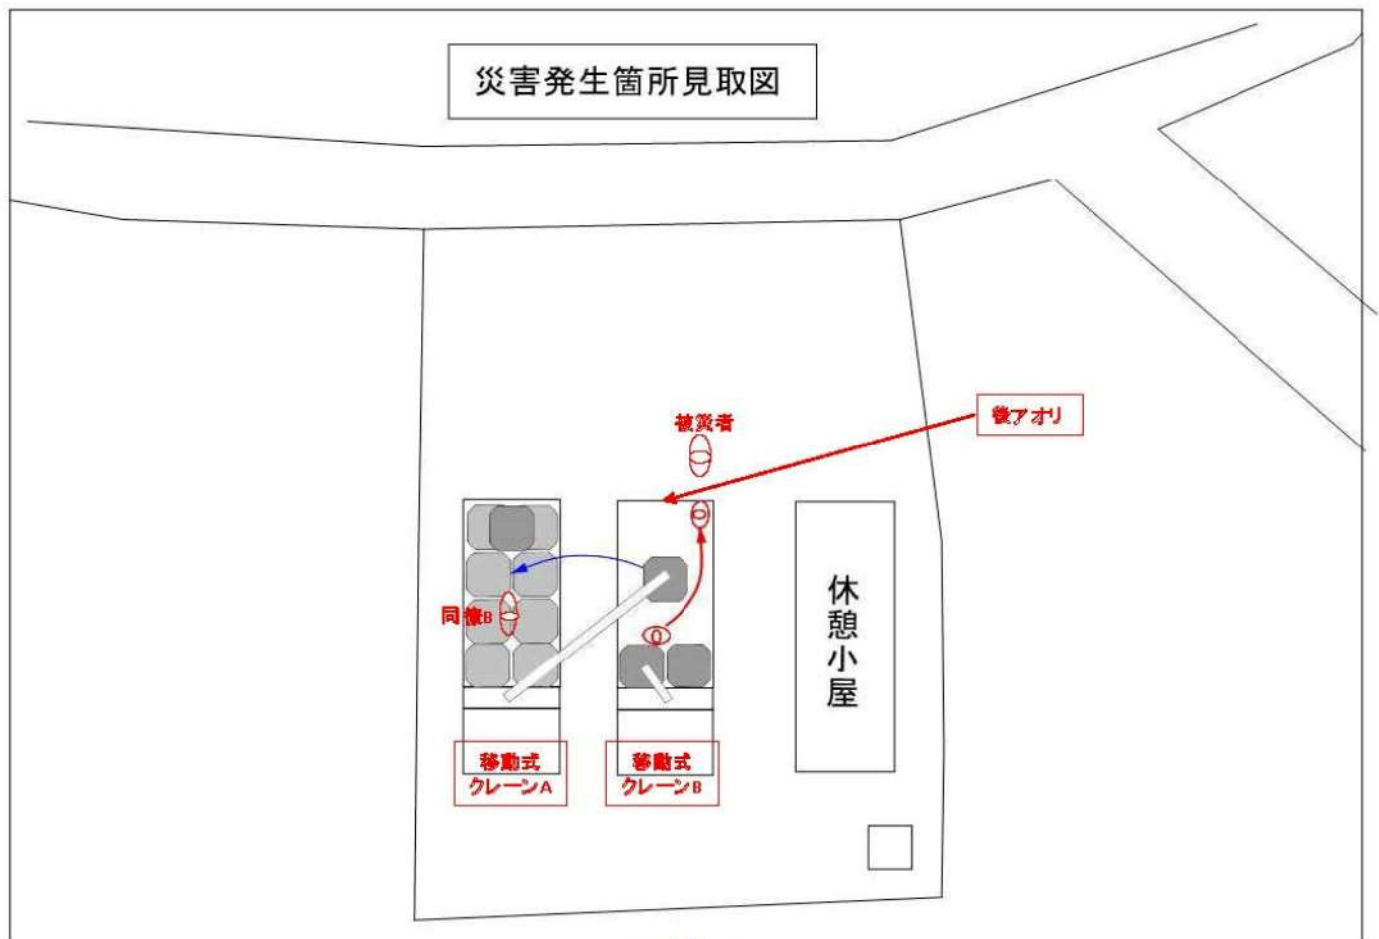 災害発生箇所見取図
被災者
後アオリ
同僚B
休憩小屋
移動式
クレーンA
移動式
クレーンB